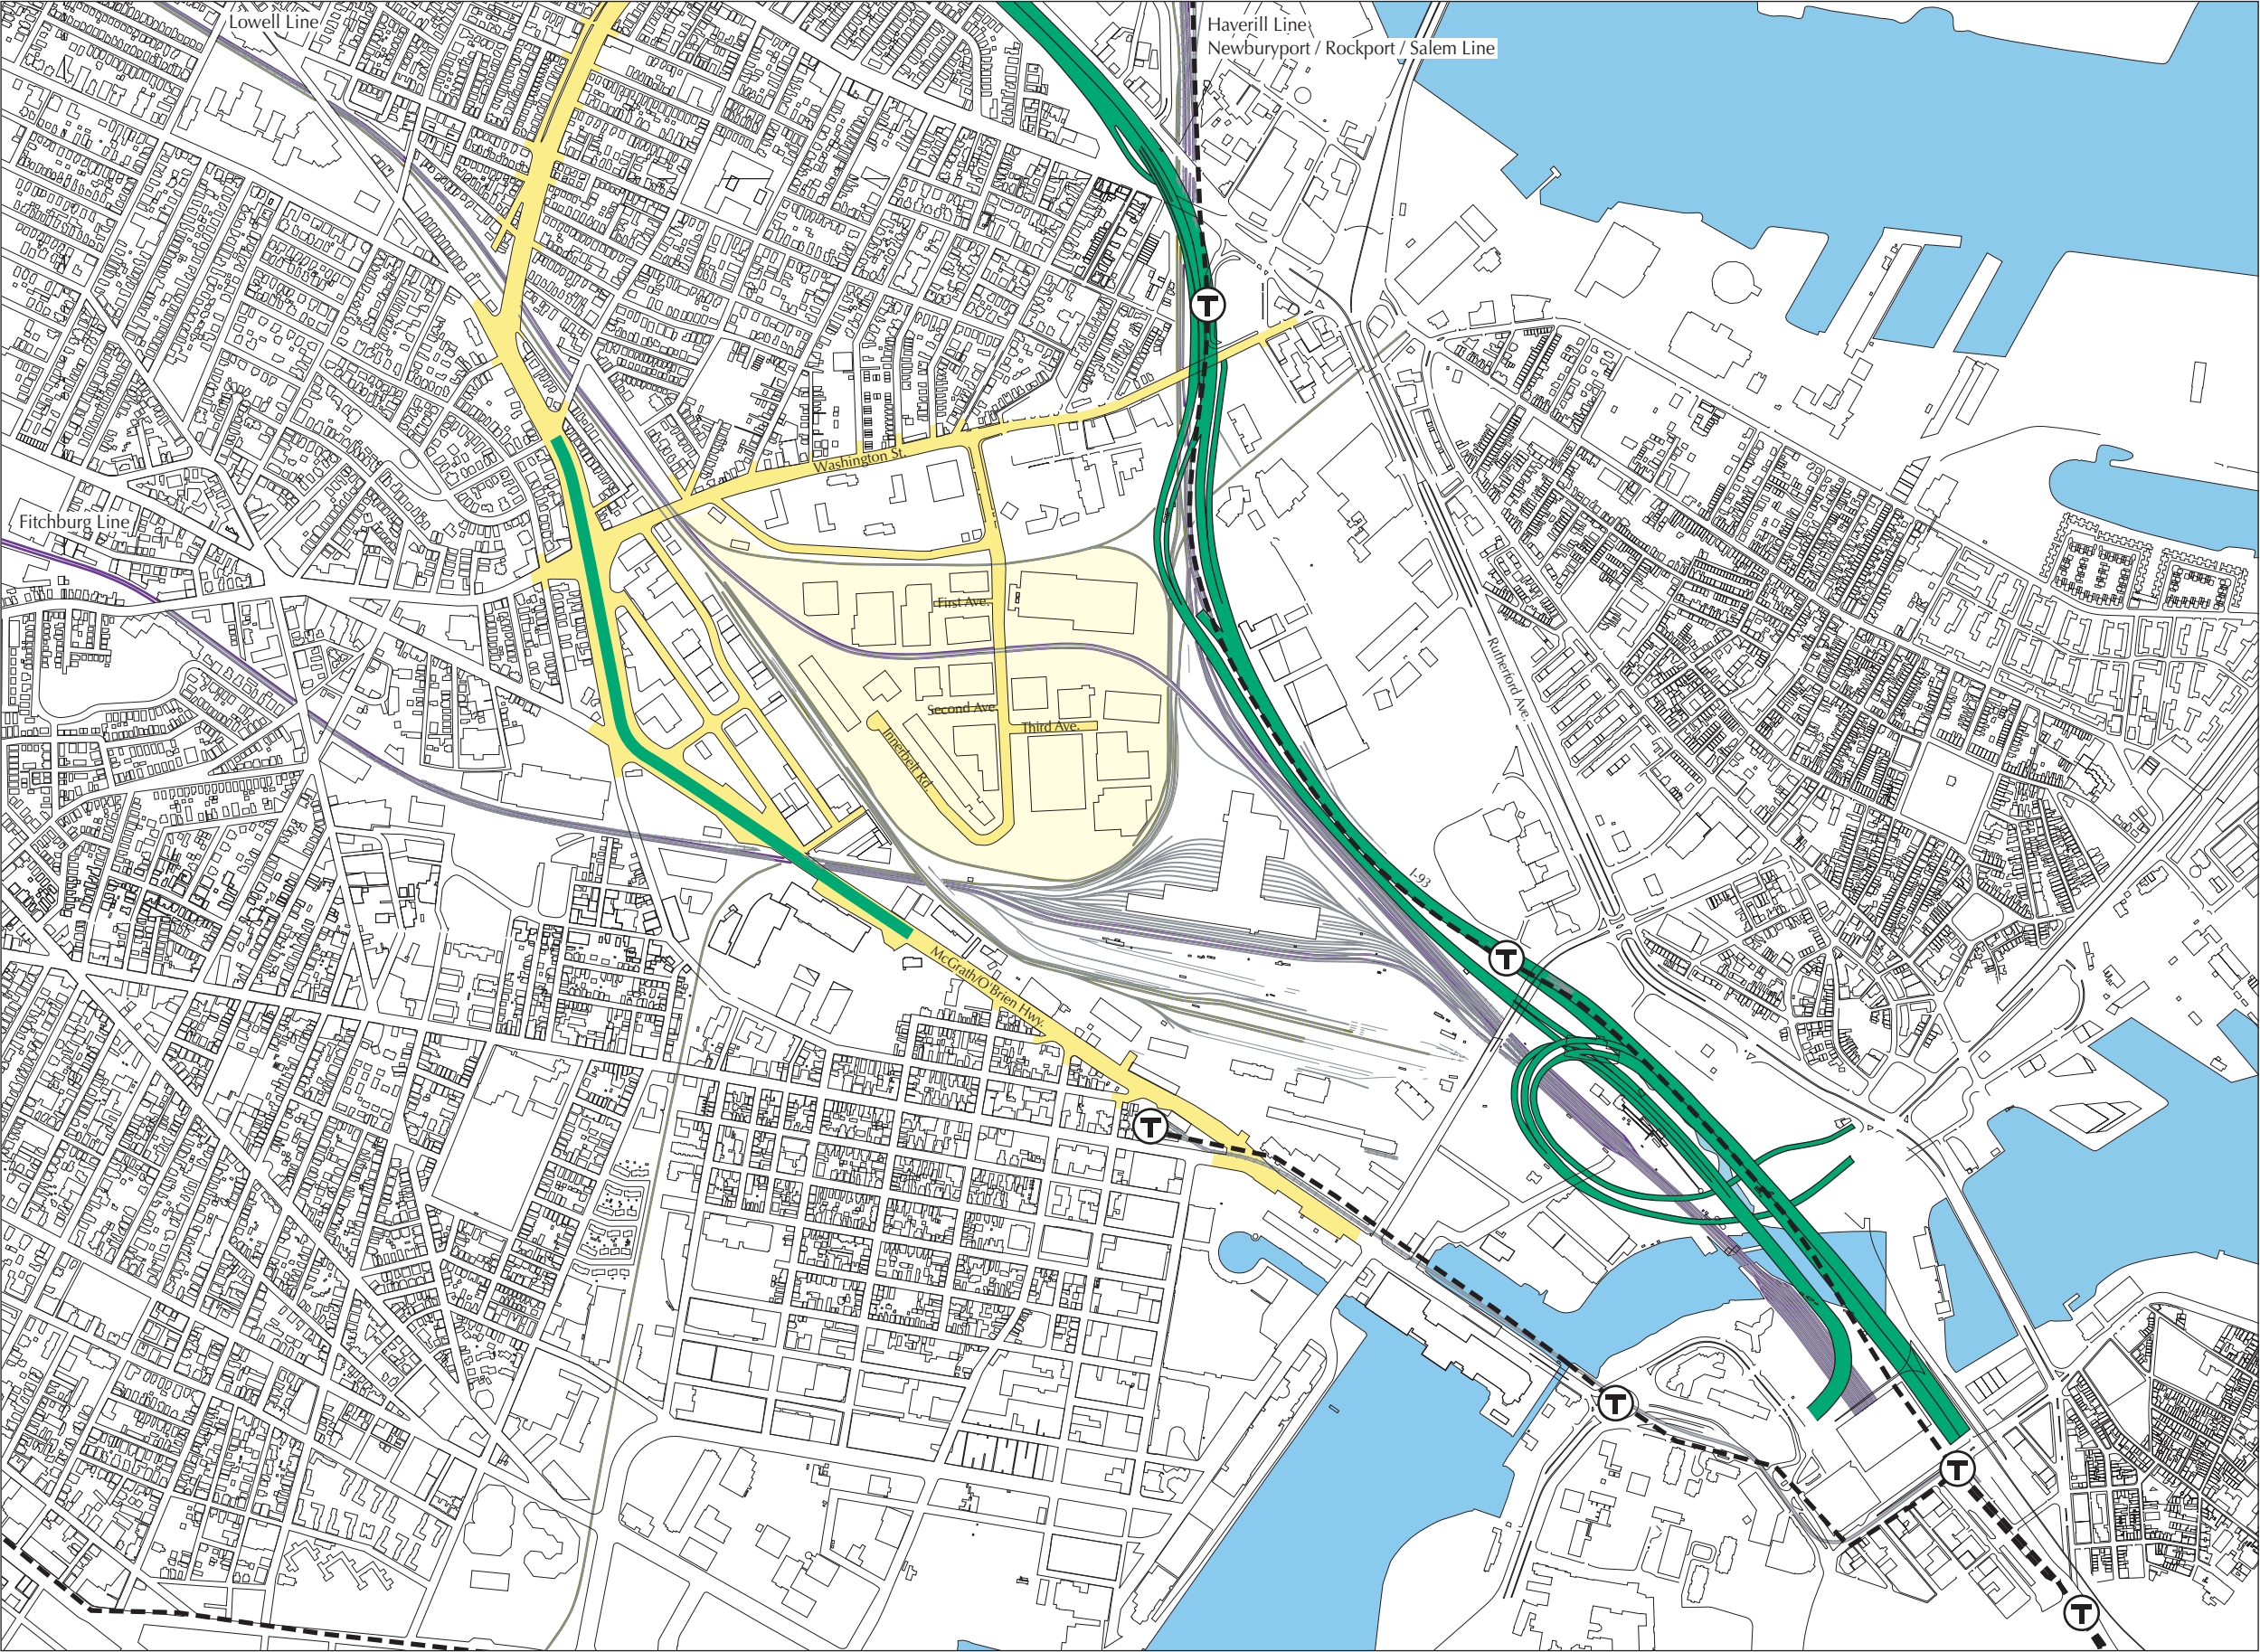 Lowell Line
Haverill Line
Newburyport / Rockport / Salem Line
T
Washington St.
Fitchburg Line
First Ave.
Rutherford Ave.
Second Ave
Third Ave.
Innerbelt Rd.
I-93
T
McGrath/O'Brien Hwy.
T
T
T
T